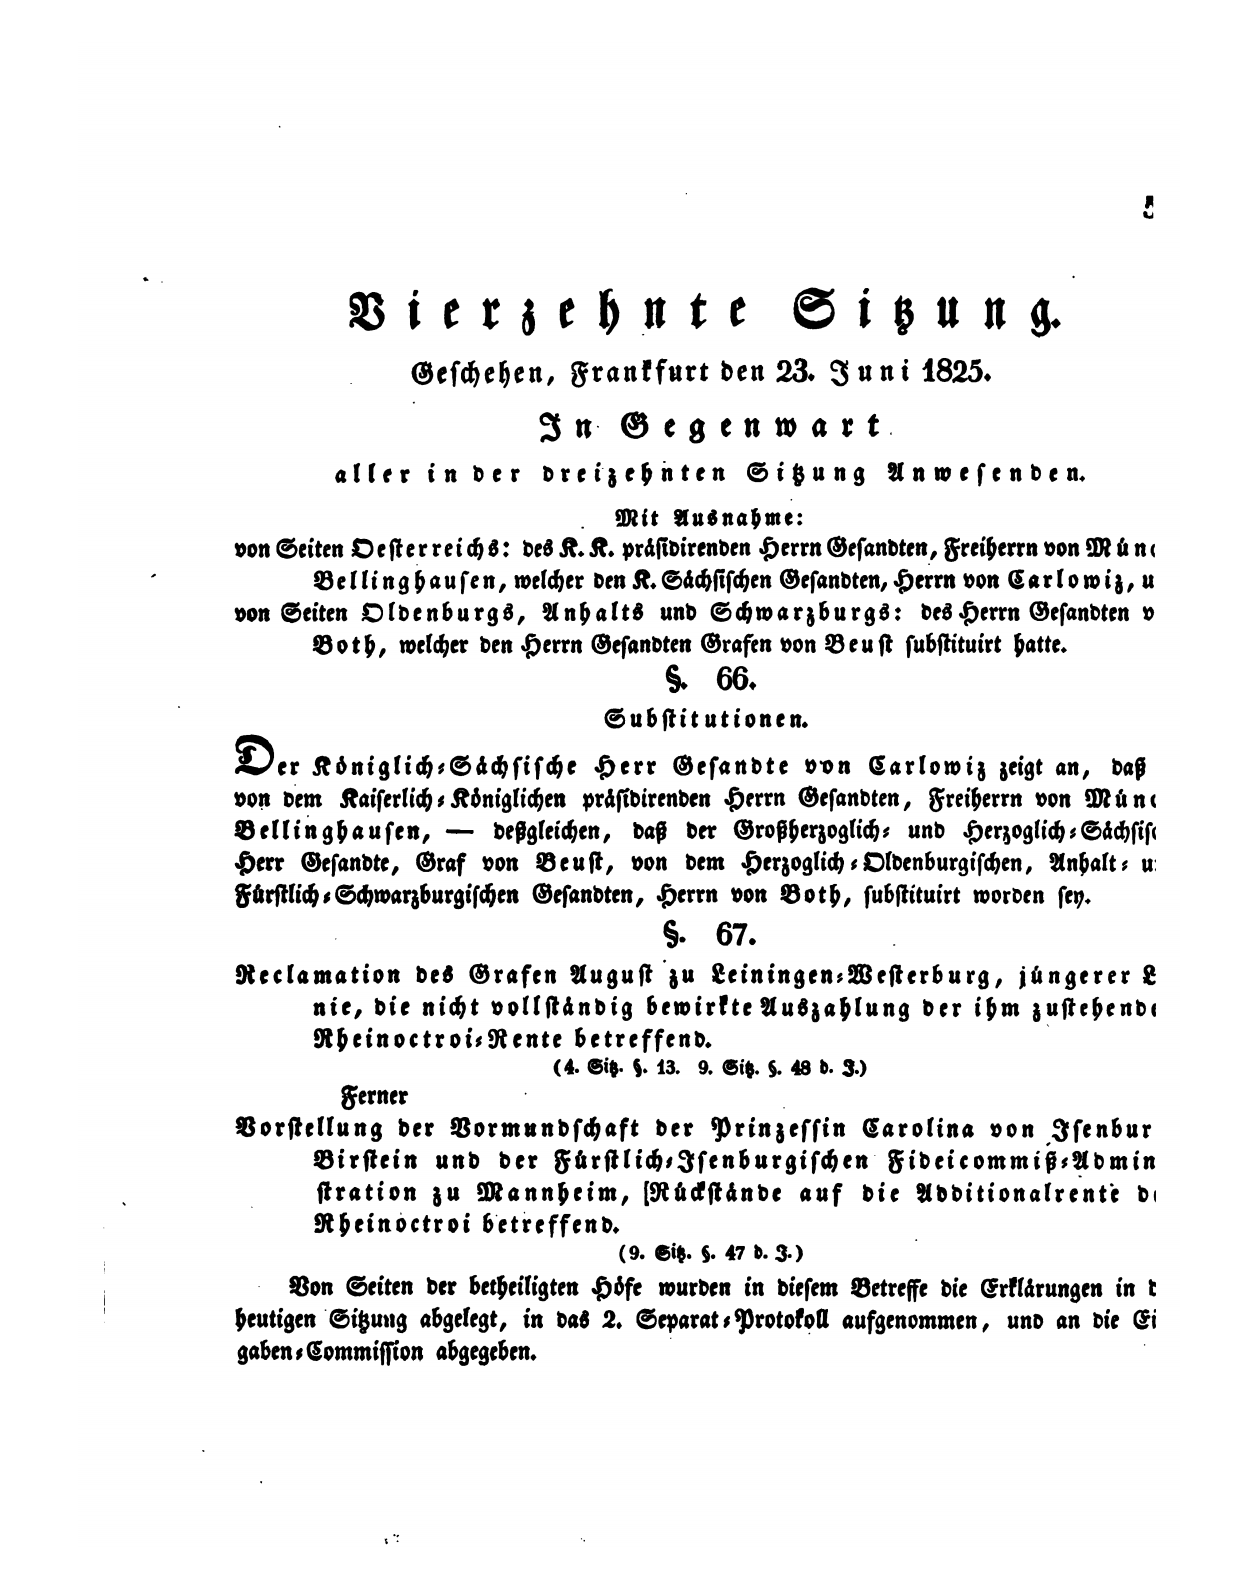 Vierzehnte Sitzung.
Geschehen, Frankfurt den 23. Juni 1825.
In Gegenwart
aller in der dreizehnten Sitzung Anwesenden.
Mit Ausnahme:
von Seiten Oesterreichs: des K. K. präsidirenden Herrn Gesandten, Freiherrn von Münc
Bellinghausen, welcher den K. Sächsischen Gesandten, Herrn von Carlowiz, u
von Seiten Oldenburgs, Anhalts und Schwarzburgs: des Herrn Gesandten v
Both, welcher den Herrn Gesandten Grafen von Beust substituirt hatte.
§. 66.
Substitutionen.
Der Königlich-Sächsische Herr Gesandte von Carlowiz zeigt an, daß
von dem Kaiserlich-Königlichen präsidirenden Herrn Gesandten, Freiherrn von Münc
Bellinghausen, — deßgleichen, daß der Großherzoglich- und Herzoglich-Sächsisc
Herr Gesandte, Graf von Beust, von dem Herzoglich-Oldenburgischen, Anhalt- u
Fürstlich-Schwarzburgischen Gesandten, Herrn von Both, substituirt worden sey.
§. 67.
Reclamation des Grafen August zu Leiningen-Westerburg, jüngerer L
nie, die nicht vollständig bewirkte Auszahlung der ihm zustehende
Rheinoctroi-Rente betreffend.
(4. Sitz. §. 13. 9. Sitz. §. 48 d. J.)
Ferner
Vorstellung der Vormundschaft der Prinzessin Carolina von Isenbur
Birstein und der Fürstlich-Isenburgischen Fideicommiß-Admin
stration zu Mannheim, [Rückstände auf die Additionalrente de
Rheinoctroi betreffend.
(9. Sitz. §. 47 d. J.)
Von Seiten der betheiligten Höfe wurden in diesem Betreffe die Erklärungen in d
heutigen Sitzung abgelegt, in das 2. Separat-Protokoll aufgenommen, und an die Ei
gaben-Commission abgegeben.